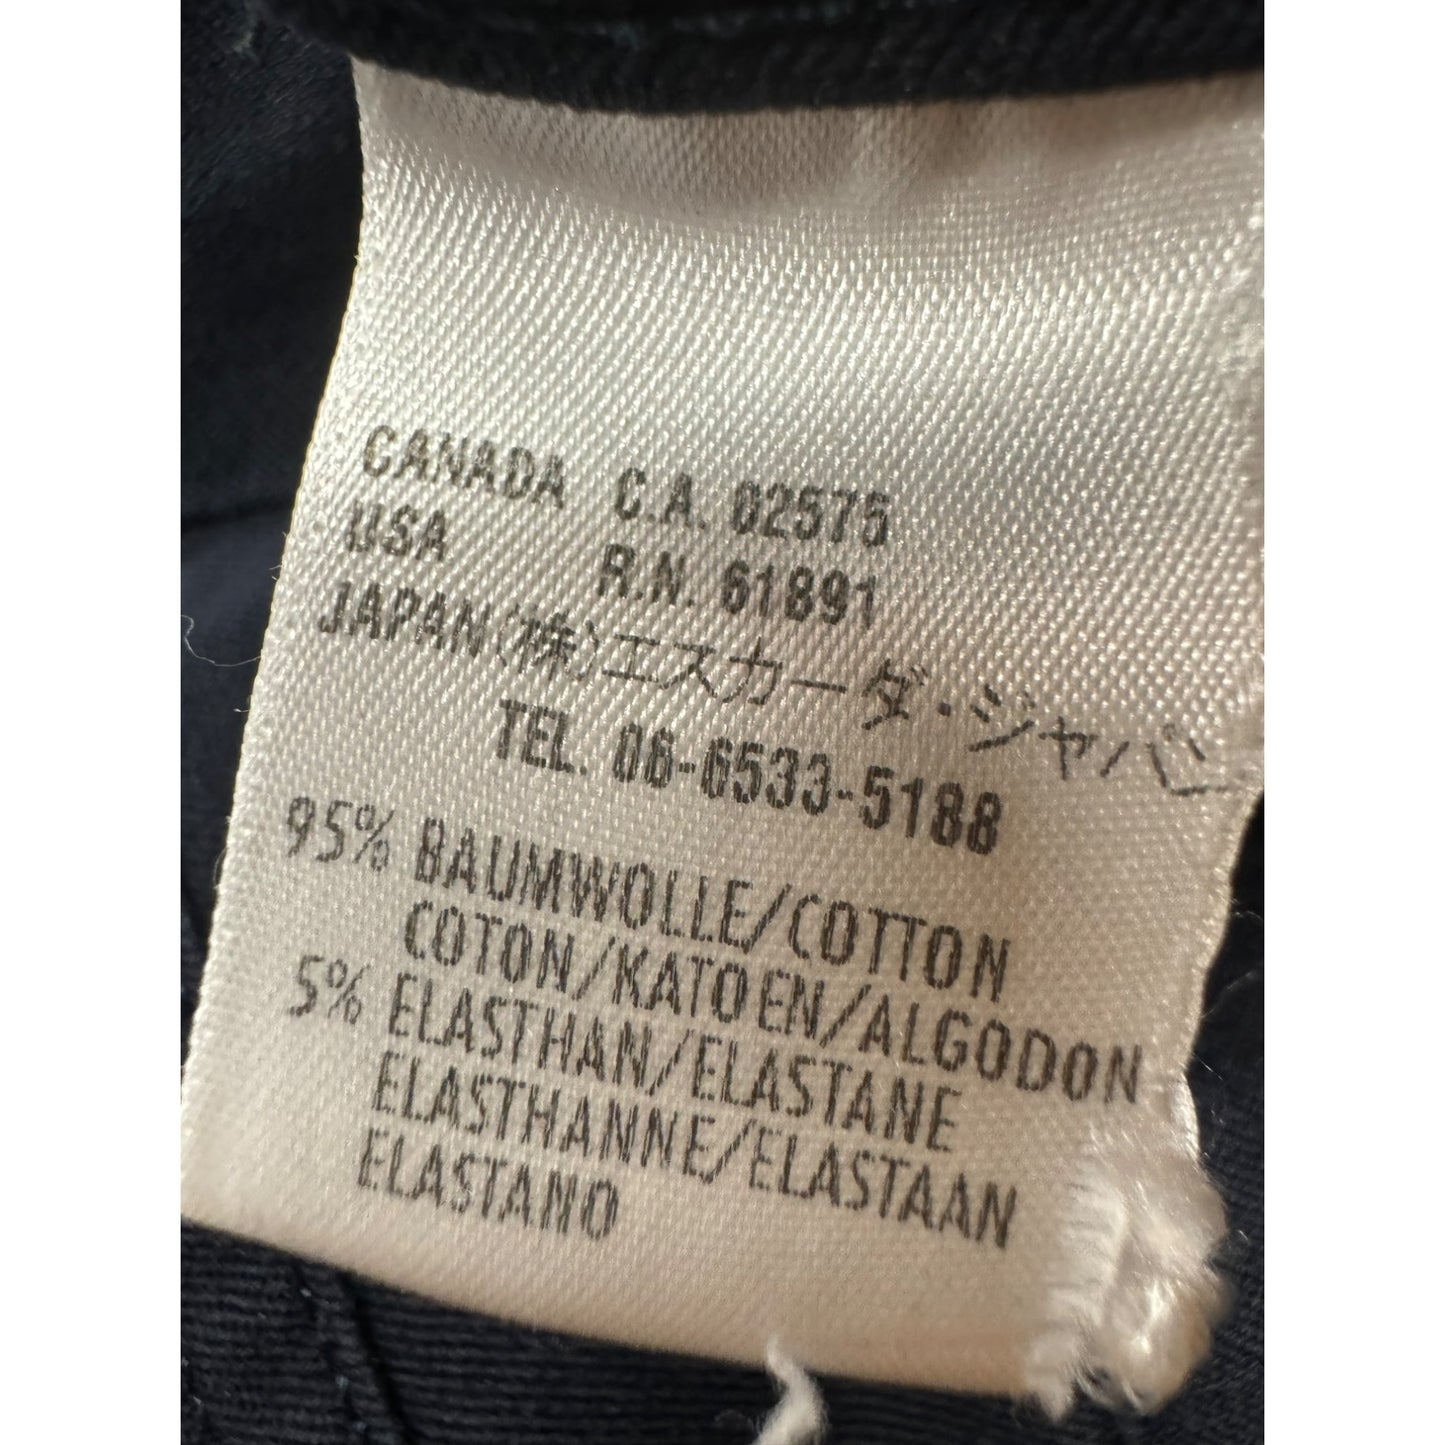 CANADA C.A. 02575
USA R.N. 61891
JAPAN (株)エスカーダ・ジャパン
TEL. 06-6533-5188
95% BAUMWOLLE/COTTON
COTON/KATOEN/ALGODON
5% ELASTHAN/ELASTANE
ELASTHANNE/ELASTAAN
ELASTANO